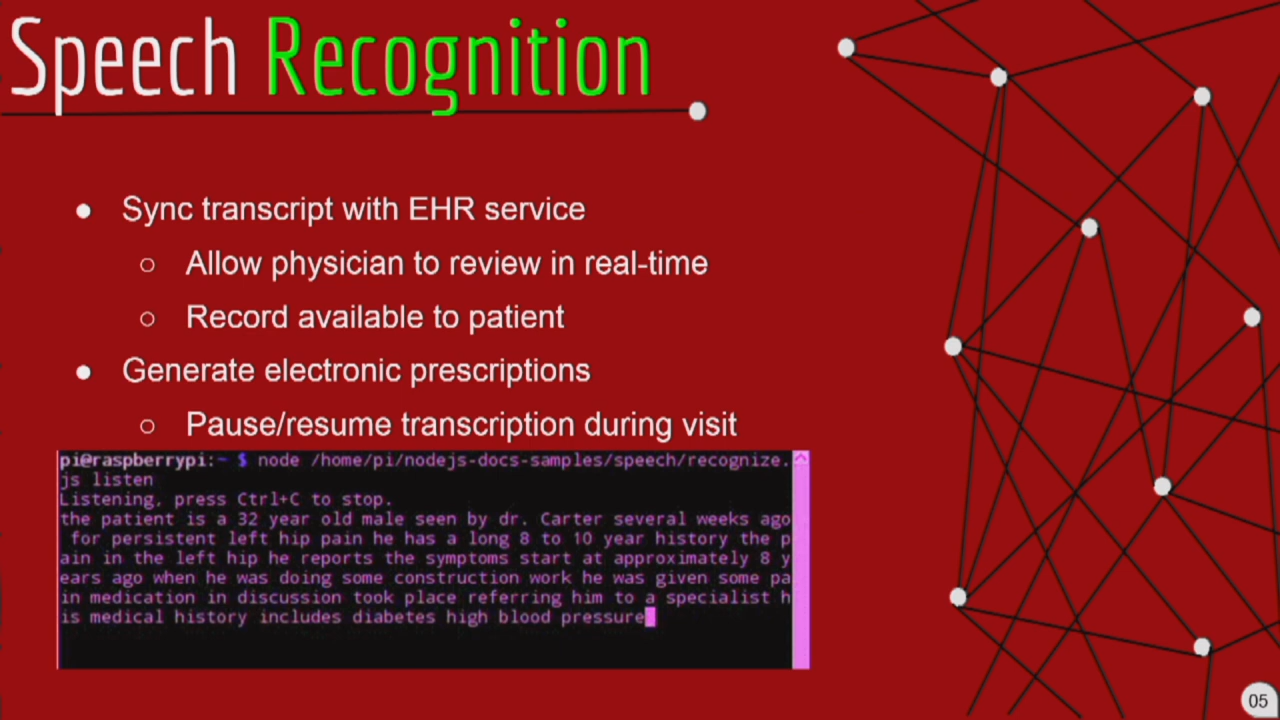 Speech Recognition
● Sync transcript with EHR service
○ Allow physician to review in real-time
○ Record available to patient
● Generate electronic prescriptions
○ Pause/resume transcription during visit
pi@raspberrypi:~ $ node /home/pi/nodejs-docs-samples/speech/recognize.
js listen
Listening, press Ctrl+C to stop.
the patient is a 32 year old male seen by dr. Carter several weeks ago
for persistent left hip pain he has a long 8 to 10 year history the p
ain in the left hip he reports the symptoms start at approximately 8 y
ears ago when he was doing some construction work he was given some pa
in medication in discussion took place referring him to a specialist h
is medical history includes diabetes high blood pressure
05